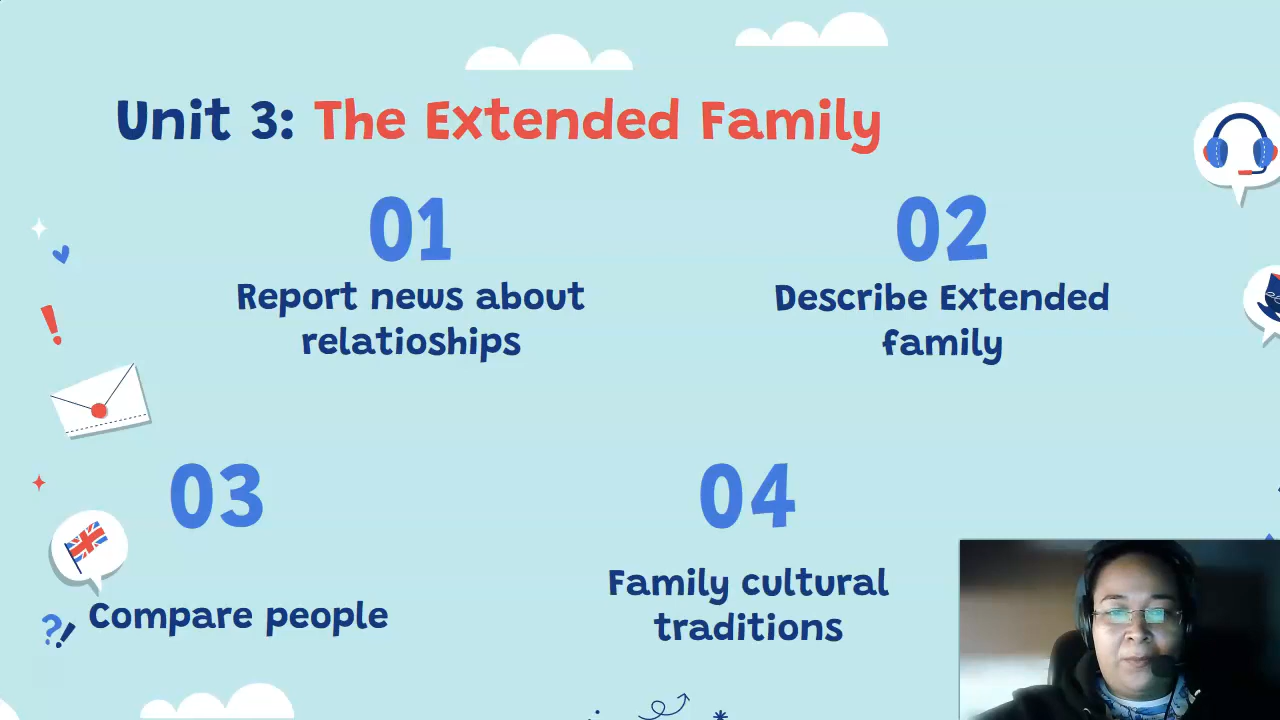 Unit 3: The Extended Family
01
Report news about
relatioships
02
Describe Extended
family
03
Compare people
04
Family cultural
traditions